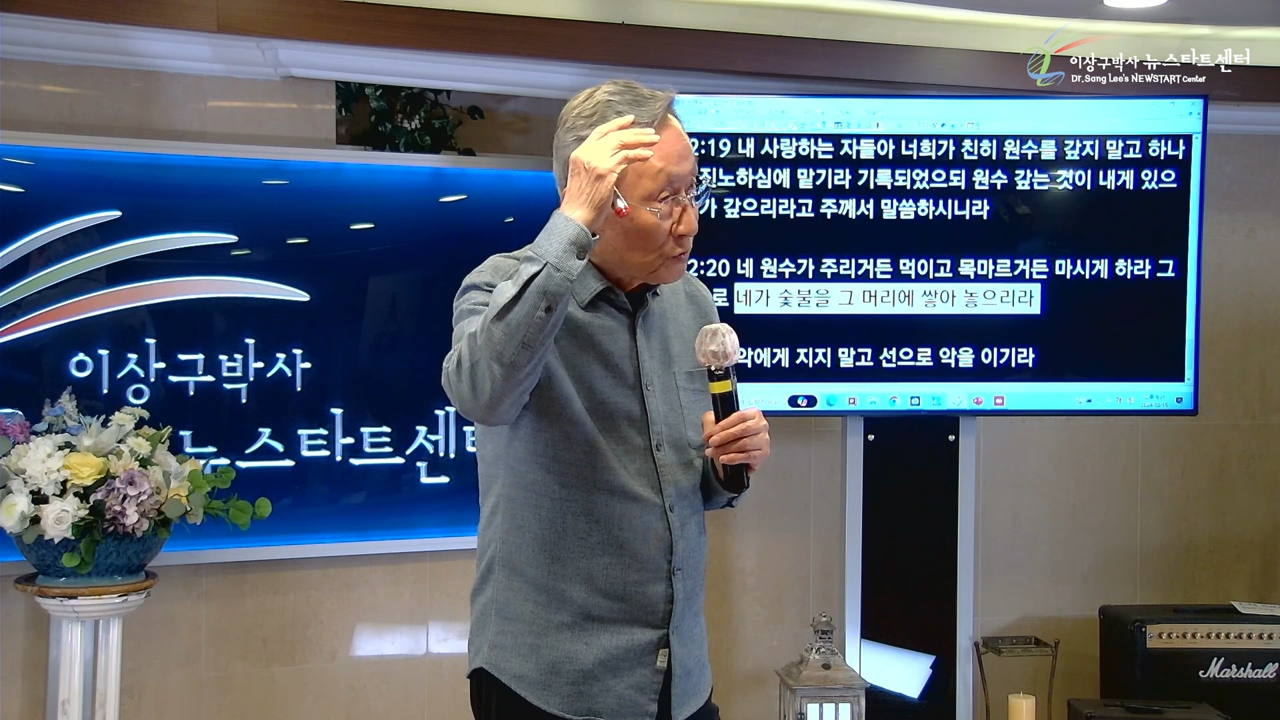 이상구박사 뉴스타트센터
Dr. Sang Lee's NEWSTART Center
2:19 내 사랑하는 자들아 너희가 친히 원수를 갚지 말고 하나
진노하심에 맡기라 기록되었으되 원수 갚는 것이 내게 있으
가 갚으리라고 주께서 말씀하시니라
2:20 네 원수가 주리거든 먹이고 목마르거든 마시게 하라 그
로 네가 숯불을 그 머리에 쌓아 놓으리라
악에게 지지 말고 선으로 악을 이기라
이상구박사
뉴스타트센터
Marshall